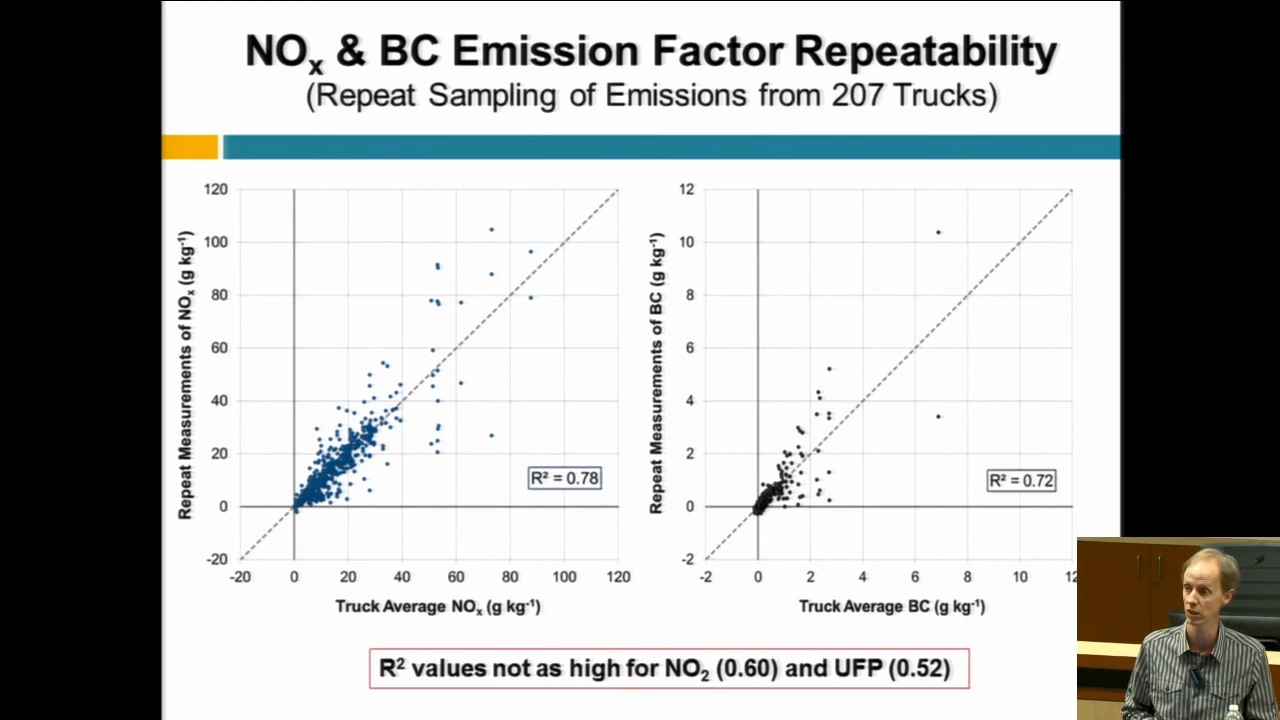 NOx & BC Emission Factor Repeatability
(Repeat Sampling of Emissions from 207 Trucks)
120
100
80
60
40
20
0
-20
-20 0 20 40 60 80 100 120
Repeat Measurements of NOx (g kg-1)
Truck Average NOx (g kg-1)
R² = 0.78
12
10
8
6
4
2
0
-2
-2 0 2 4 6 8 10 12
Repeat Measurements of BC (g kg-1)
Truck Average BC (g kg-1)
R² = 0.72
R² values not as high for NO2 (0.60) and UFP (0.52)